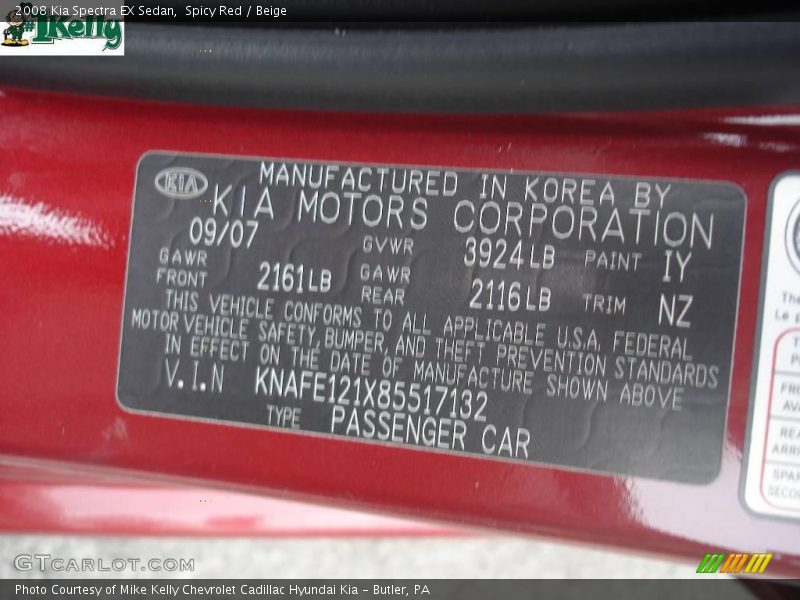 2008 Kia Spectra EX Sedan,  Spicy Red / Beige
Kelly
KIA
MANUFACTURED IN KOREA BY
KIA MOTORS CORPORATION
09/07 GVWR 3924LB PAINT IY
GAWR FRONT 2161LB GAWR REAR 2116LB TRIM NZ
THIS VEHICLE CONFORMS TO ALL APPLICABLE U.S.A. FEDERAL
MOTOR VEHICLE SAFETY, BUMPER, AND THEFT PREVENTION STANDARDS
IN EFFECT ON THE DATE OF MANUFACTURE SHOWN ABOVE
V.I.N KNAFE121X85517132
TYPE PASSENGER CAR
The
Le p
GTCARLOT.COM
Photo Courtesy of Mike Kelly Chevrolet Cadillac Hyundai Kia – Butler, PA